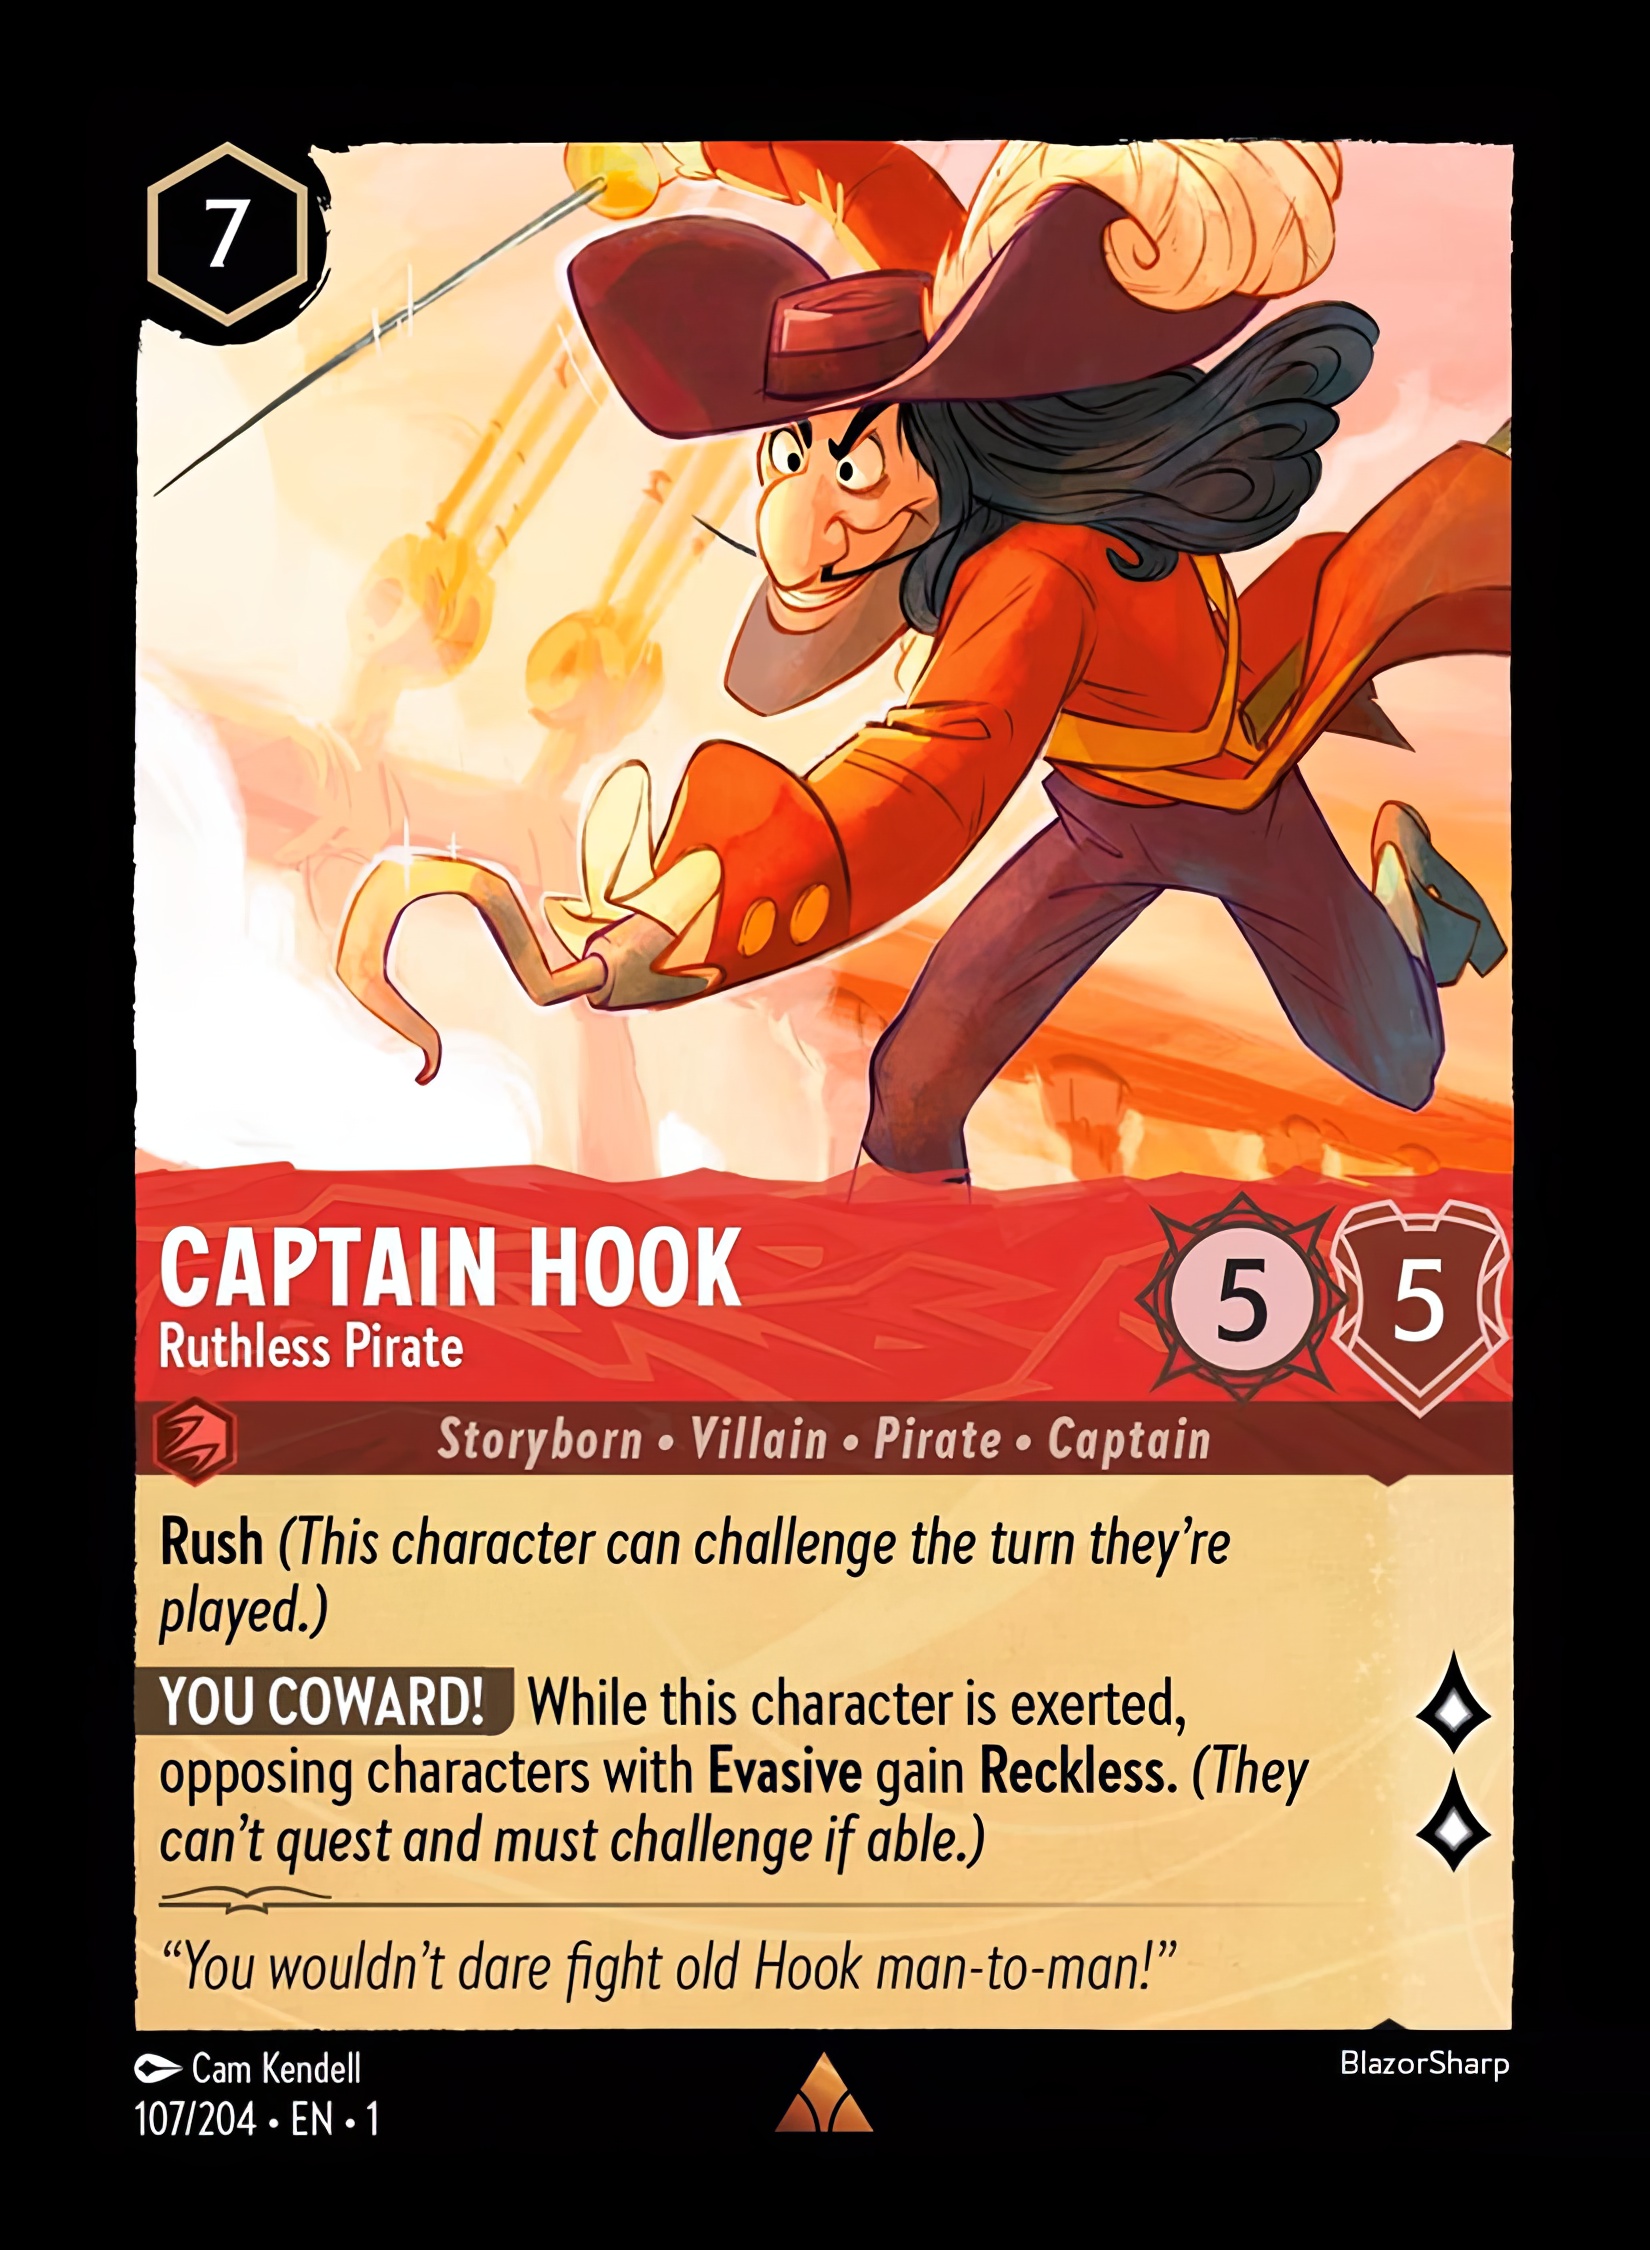 7
CAPTAIN HOOK
Ruthless Pirate
5
5
Storyborn • Villain • Pirate • Captain
Rush (This character can challenge the turn they’re
played.)
YOU COWARD! While this character is exerted,
opposing characters with Evasive gain Reckless. (They
can’t quest and must challenge if able.)
“You wouldn’t dare fight old Hook man-to-man!”
Cam Kendell
BlazorSharp
107/204 • EN • 1